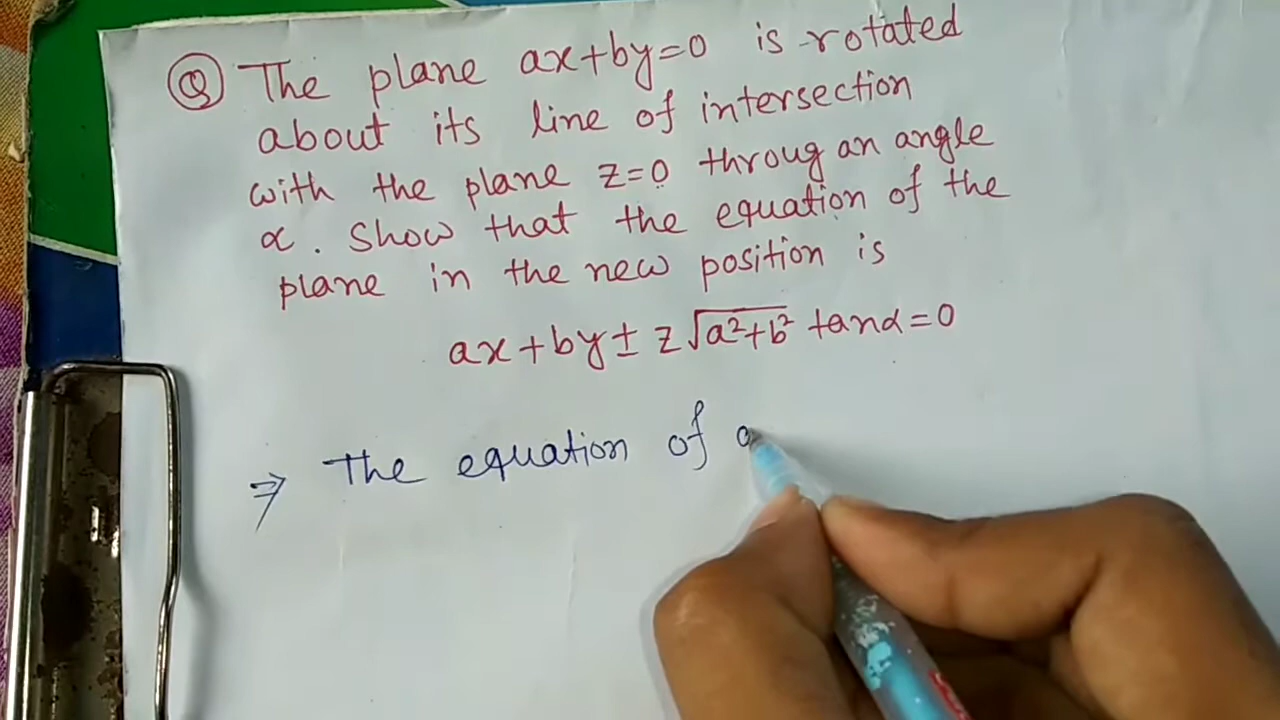 Q The plane ax+by=0 is rotated
about its line of intersection
with the plane z=0 throug an angle
α. Show that the equation of the
plane in the new position is
ax+by± z√a²+b² tanα=0
⇒ The equation of a